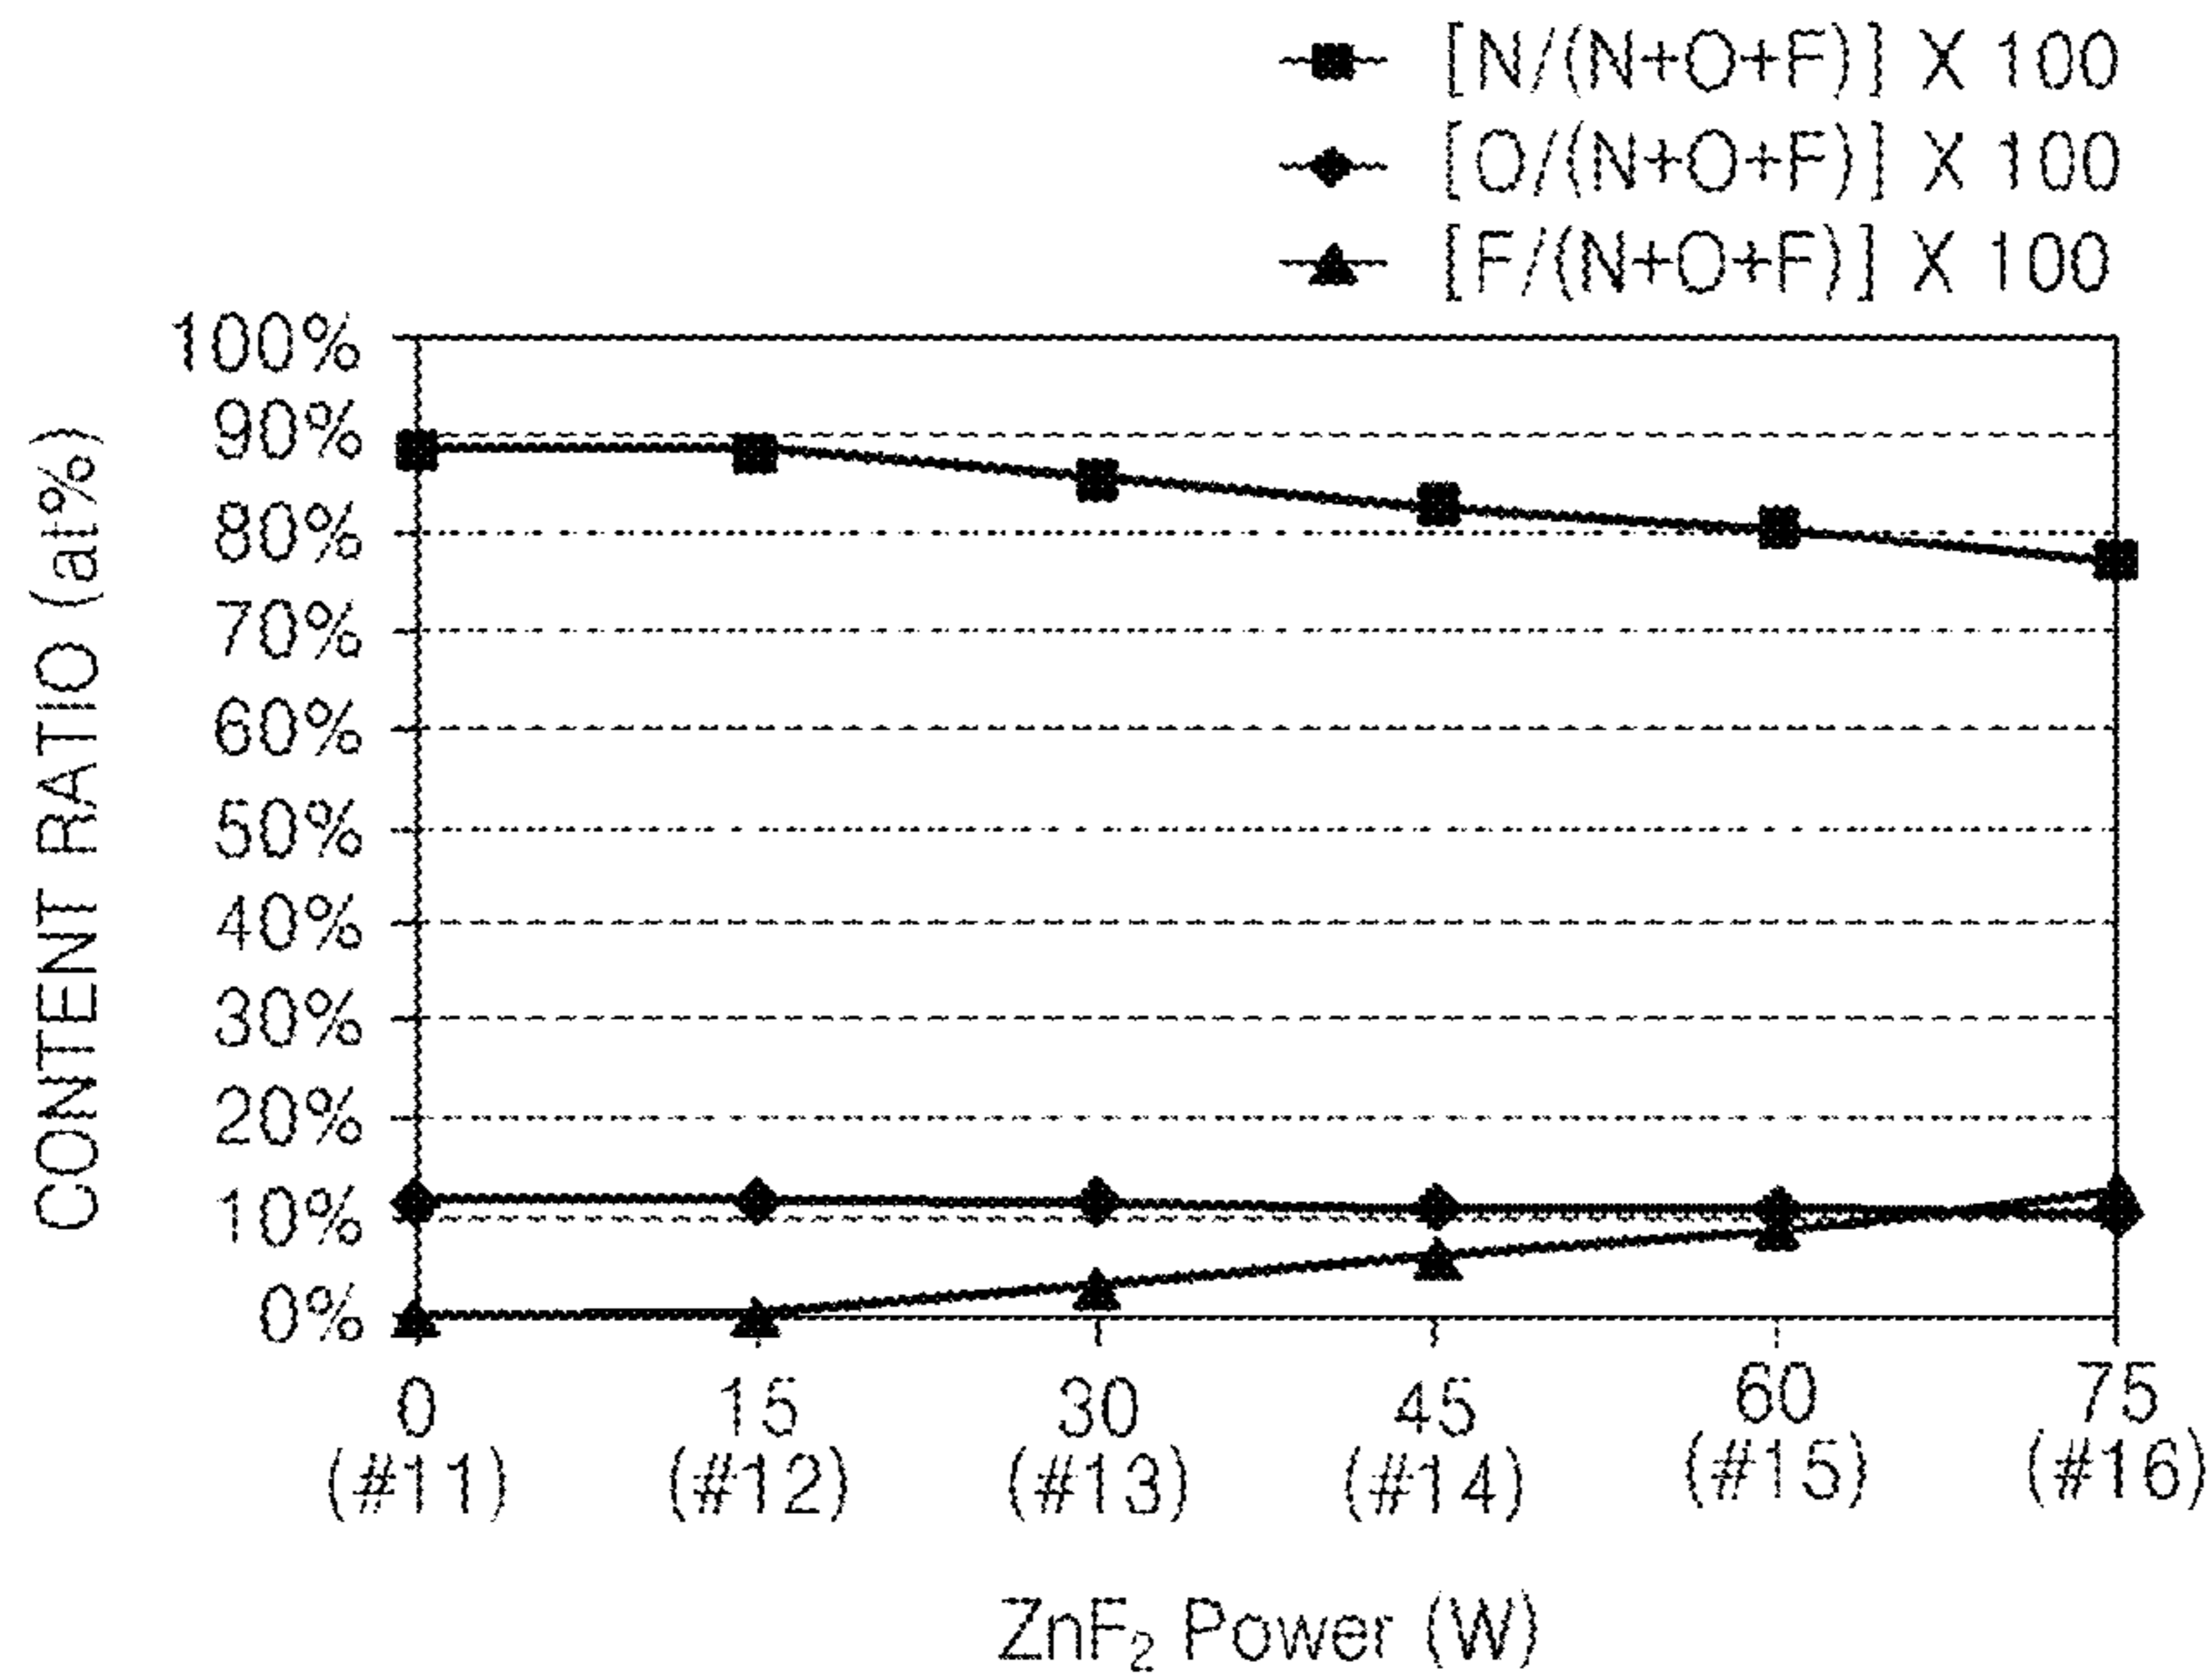 [N/(N+O+F)] X 100
[O/(N+O+F)] X 100
[F/(N+O+F)] X 100
CONTENT RATIO (at%)
100%
90%
80%
70%
60%
50%
40%
30%
20%
10%
0%
0 15 30 45 60 75
(#11) (#12) (#13) (#14) (#15) (#16)
ZnF₂ Power (W)